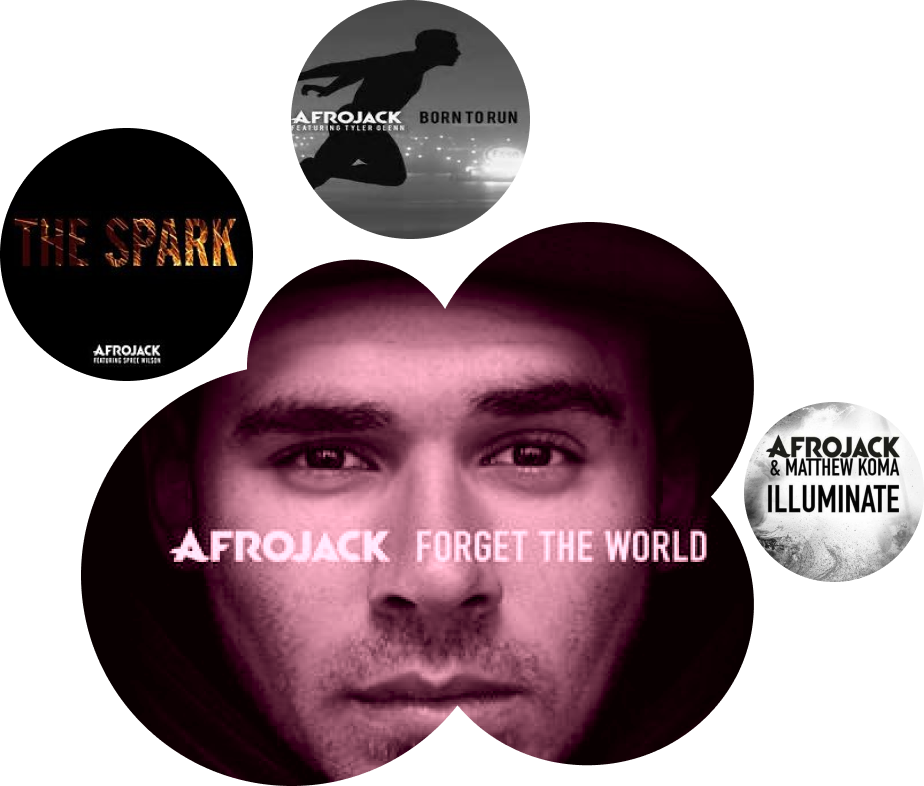 AFROJACK BORN TO RUN
FEATURING TYLER GLENN
THE SPARK
AFROJACK
FEATURING SPREE WILSON
AFROJACK
& MATTHEW KOMA
ILLUMINATE
AFROJACK FORGET THE WORLD